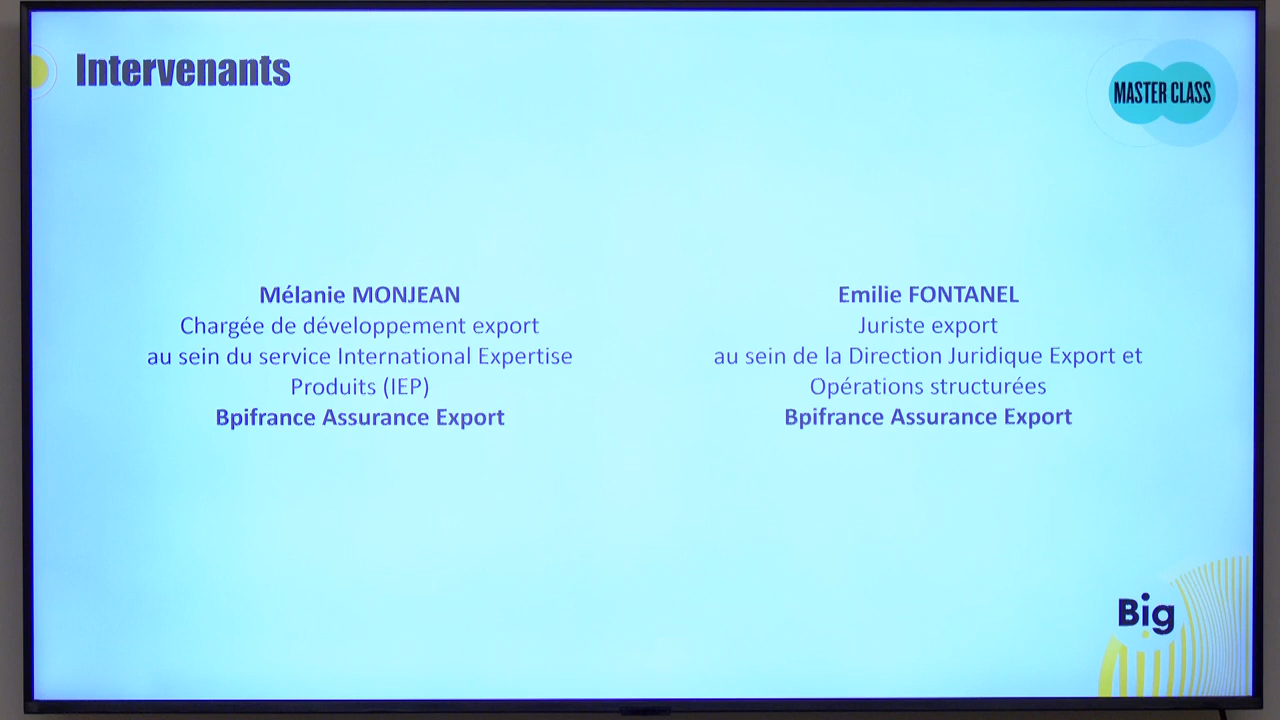 Intervenants
MASTER CLASS
Mélanie MONJEAN
Chargée de développement export
au sein du service International Expertise
Produits (IEP)
Bpifrance Assurance Export
Emilie FONTANEL
Juriste export
au sein de la Direction Juridique Export et
Opérations structurées
Bpifrance Assurance Export
Big